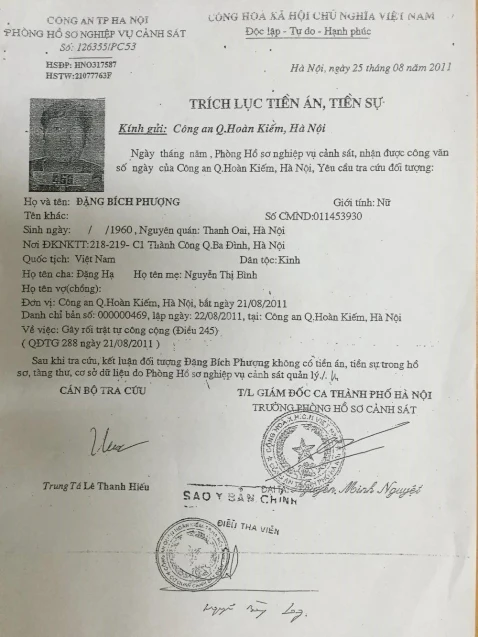 CÔNG AN TP HÀ NỘI
PHÒNG HỒ SƠ NGHIỆP VỤ CẢNH SÁT
Số: 126355/PC53
HSĐP: HNO317587
HSTW:21077763F
CỘNG HOÀ XÃ HỘI CHỦ NGHĨA VIỆT NAM
Độc lập - Tự do - Hạnh phúc
Hà Nội, ngày 25 tháng 08 năm 2011
TRÍCH LỤC TIỀN ÁN, TIỀN SỰ
Kính gửi: Công an Q.Hoàn Kiếm, Hà Nội
Ngày tháng năm , Phòng Hồ sơ nghiệp vụ cảnh sát, nhận được công văn
số ngày của Công an Q.Hoàn Kiếm, Hà Nội, Yêu cầu tra cứu đối tượng:
Họ và tên: ĐẶNG BÍCH PHƯỢNG Giới tính: Nữ
Tên khác: Số CMND:011453930
Sinh ngày: / /1960, Nguyên quán: Thanh Oai, Hà Nội
Nơi ĐKNKTT:218-219- C1 Thành Công Q.Ba Đình, Hà Nội
Quốc tịch: Việt Nam Dân tộc:Kinh
Họ tên cha: Đặng Hạ Họ tên mẹ: Nguyễn Thị Bình
Họ tên vợ(chồng):
Đơn vị: Công an Q.Hoàn Kiếm, Hà Nội, bắt ngày 21/08/2011
Danh chỉ bản số: 000000469, lập ngày: 22/08/2011, tại: Công an Q.Hoàn Kiếm, Hà Nội
Về việc: Gây rối trật tự công cộng (Điều 245)
( QĐTG 288 ngày 21/08/2011 )
Sau khi tra cứu, kết luận đối tượng Đặng Bích Phượng không có tiền án, tiền sự trong hồ
sơ, tàng thư, cơ sở dữ liệu do Phòng Hồ sơ nghiệp vụ cảnh sát quản lý./.
CÁN BỘ TRA CỨU
Trung Tá Lê Thanh Hiếu
T/L GIÁM ĐỐC CA THÀNH PHỐ HÀ NỘI
TRƯỞNG PHÒNG HỒ SƠ CẢNH SÁT
Minh Nguyệt
SAO Y BẢN CHÍNH
ĐIỀU TRA VIÊN